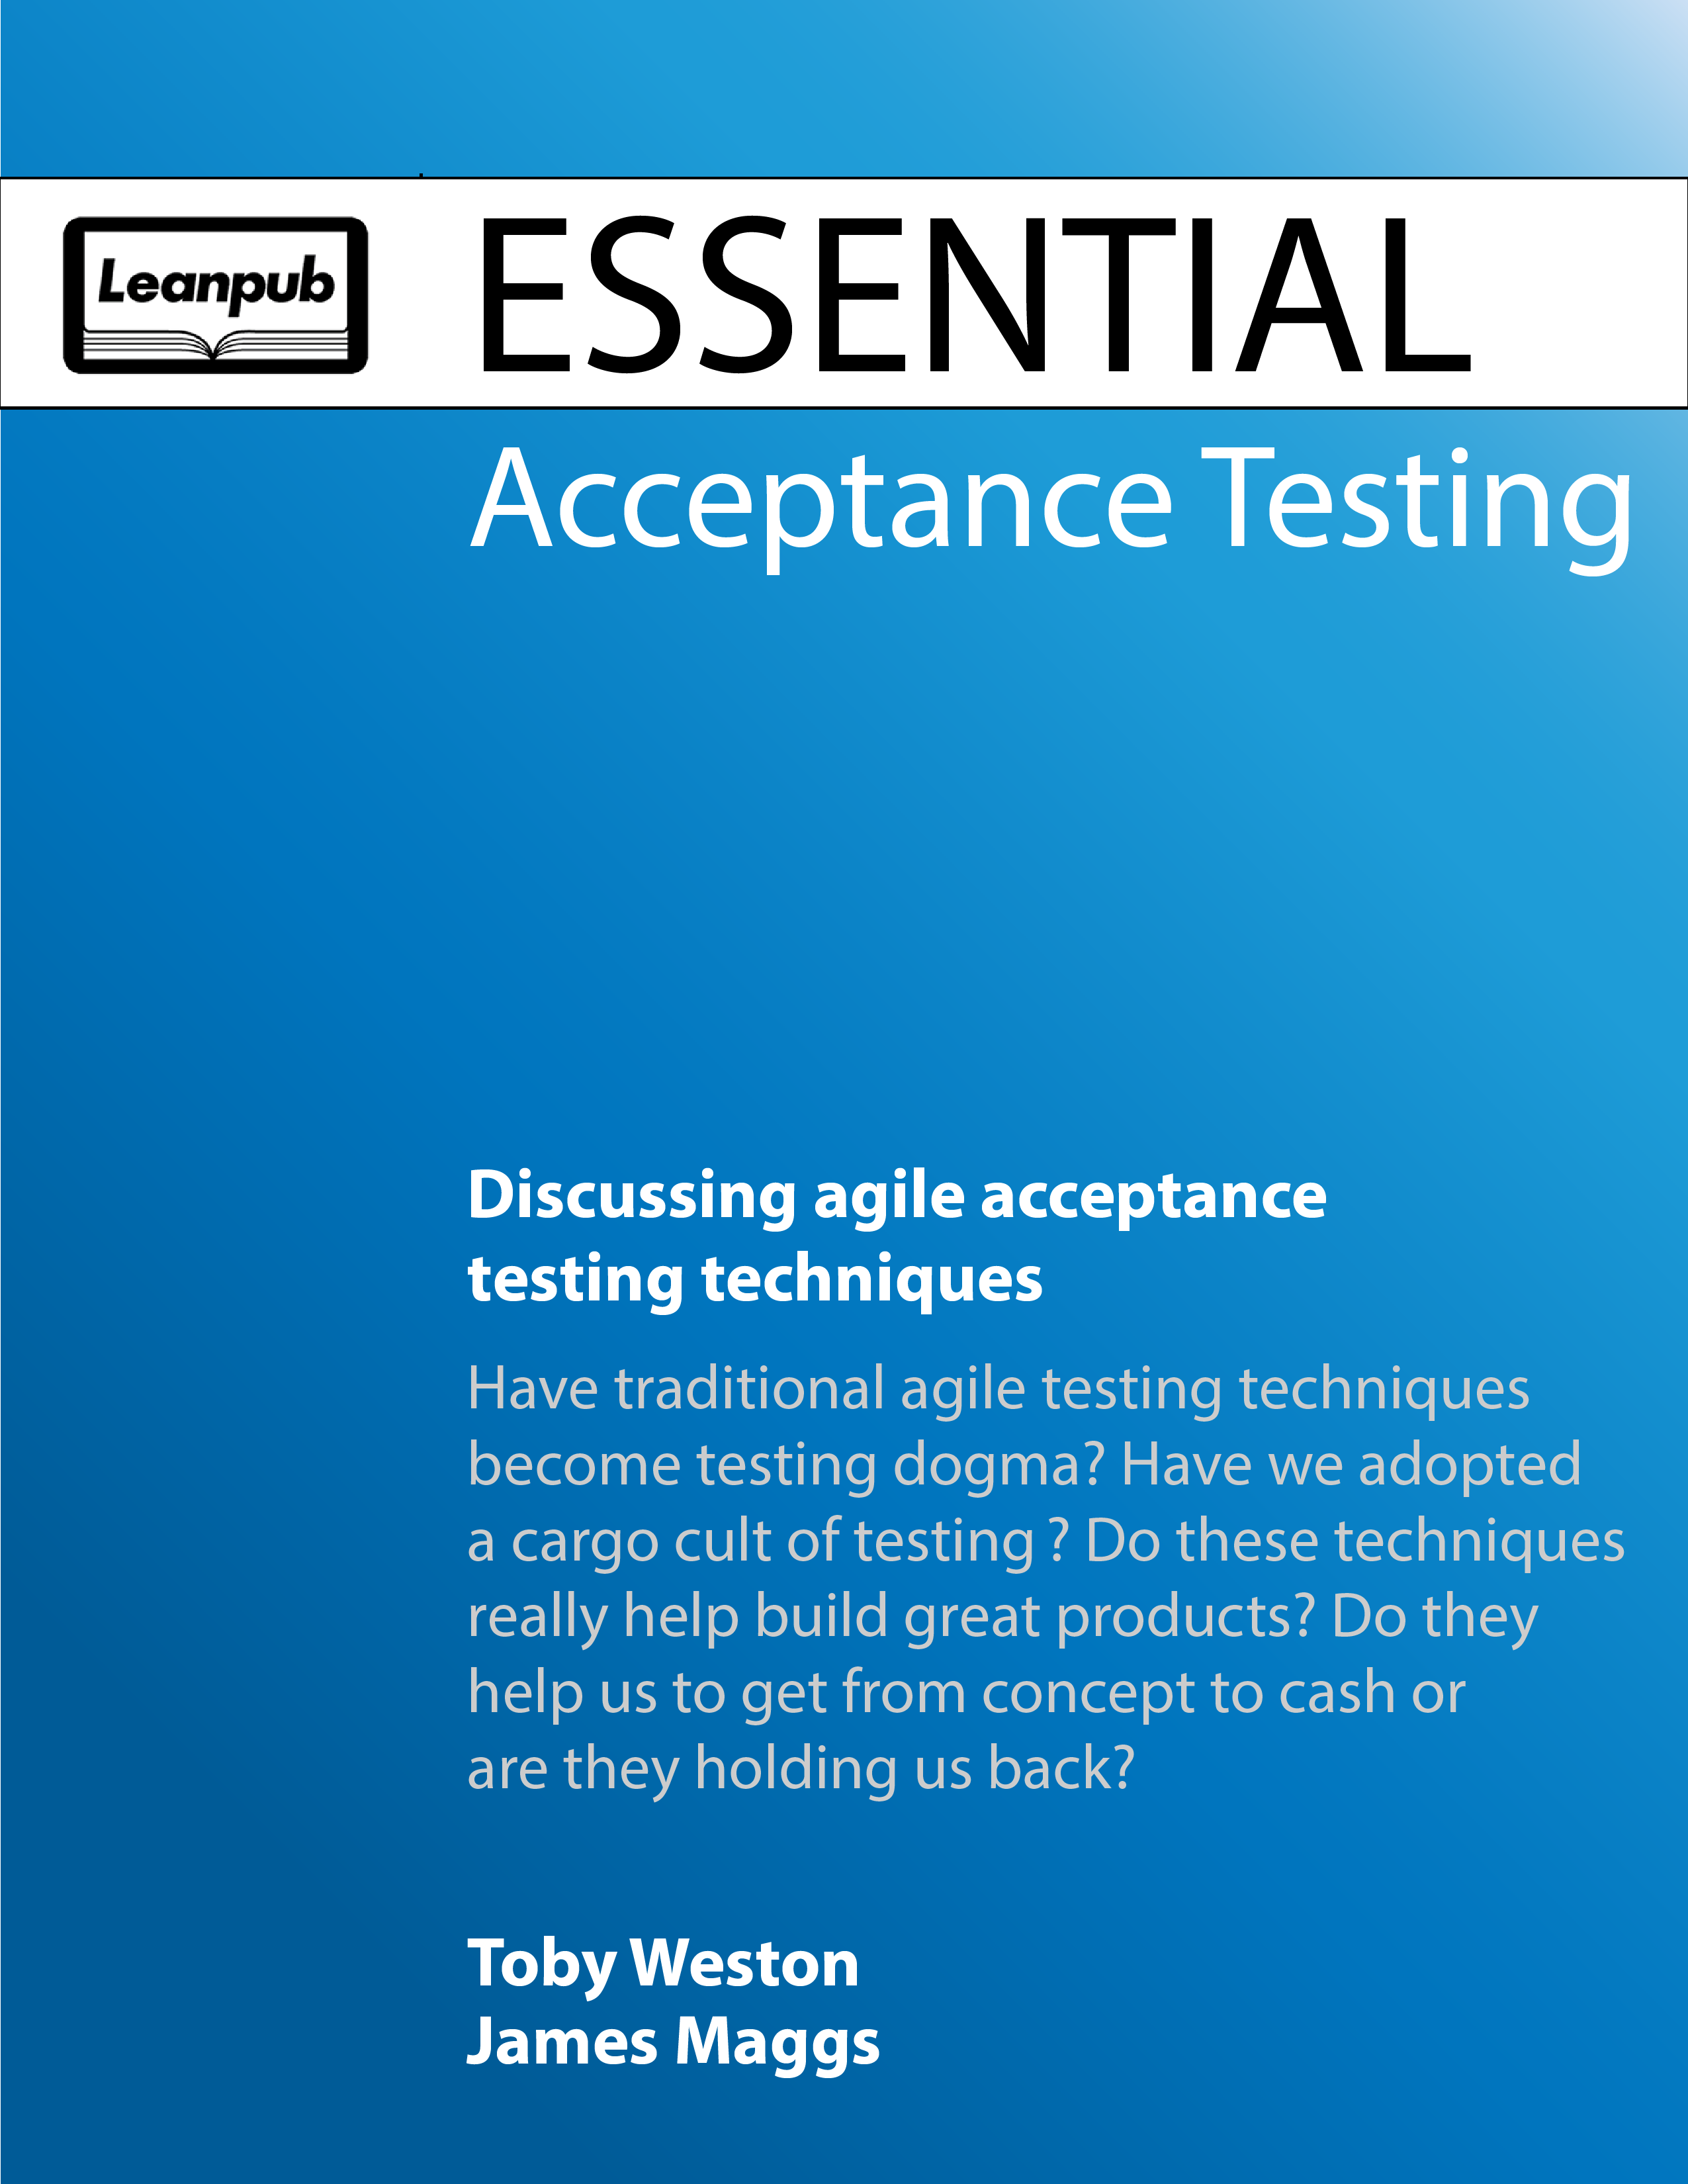 Leanpub
ESSENTIAL
Acceptance Testing
Discussing agile acceptance
testing techniques
Have traditional agile testing techniques
become testing dogma? Have we adopted
a cargo cult of testing ? Do these techniques
really help build great products? Do they
help us to get from concept to cash or
are they holding us back?
Toby Weston
James Maggs